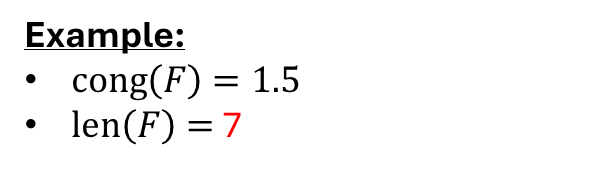 Example:
• cong(F) = 1.5
• len(F) = 7